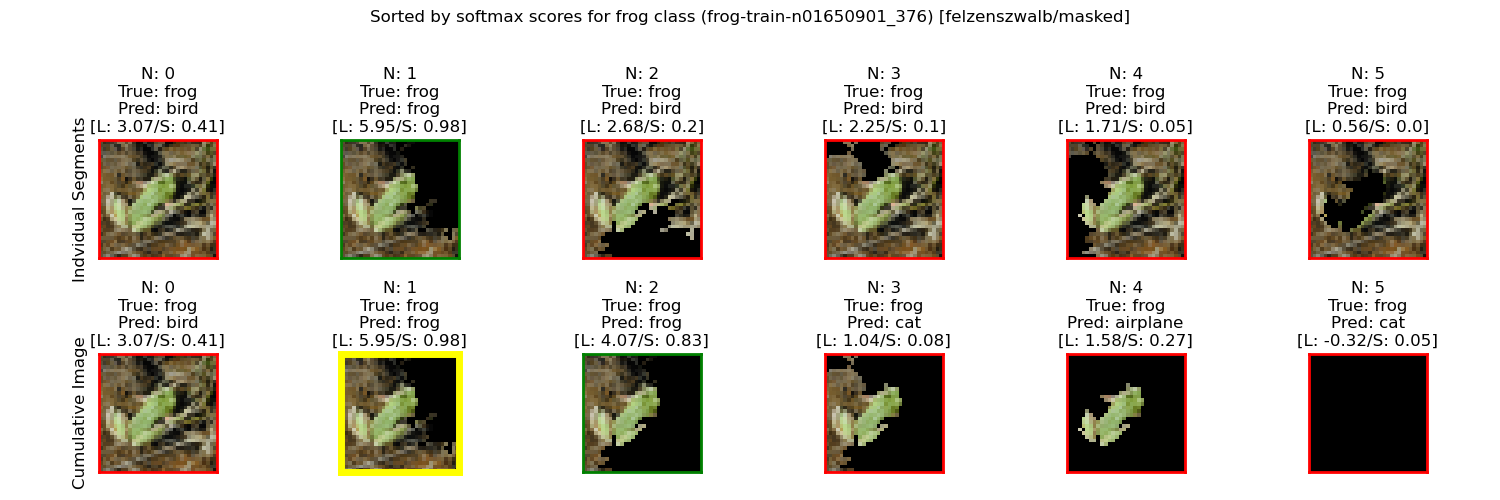 Sorted by softmax scores for frog class (frog-train-n01650901_376) [felzenszwalb/masked]
Indvidual Segments
N: 0
True: frog
Pred: bird
[L: 3.07/S: 0.41]
N: 1
True: frog
Pred: frog
[L: 5.95/S: 0.98]
N: 2
True: frog
Pred: bird
[L: 2.68/S: 0.2]
N: 3
True: frog
Pred: bird
[L: 2.25/S: 0.1]
N: 4
True: frog
Pred: bird
[L: 1.71/S: 0.05]
N: 5
True: frog
Pred: bird
[L: 0.56/S: 0.0]
Cumulative Image
N: 0
True: frog
Pred: bird
[L: 3.07/S: 0.41]
N: 1
True: frog
Pred: frog
[L: 5.95/S: 0.98]
N: 2
True: frog
Pred: frog
[L: 4.07/S: 0.83]
N: 3
True: frog
Pred: cat
[L: 1.04/S: 0.08]
N: 4
True: frog
Pred: airplane
[L: 1.58/S: 0.27]
N: 5
True: frog
Pred: cat
[L: -0.32/S: 0.05]